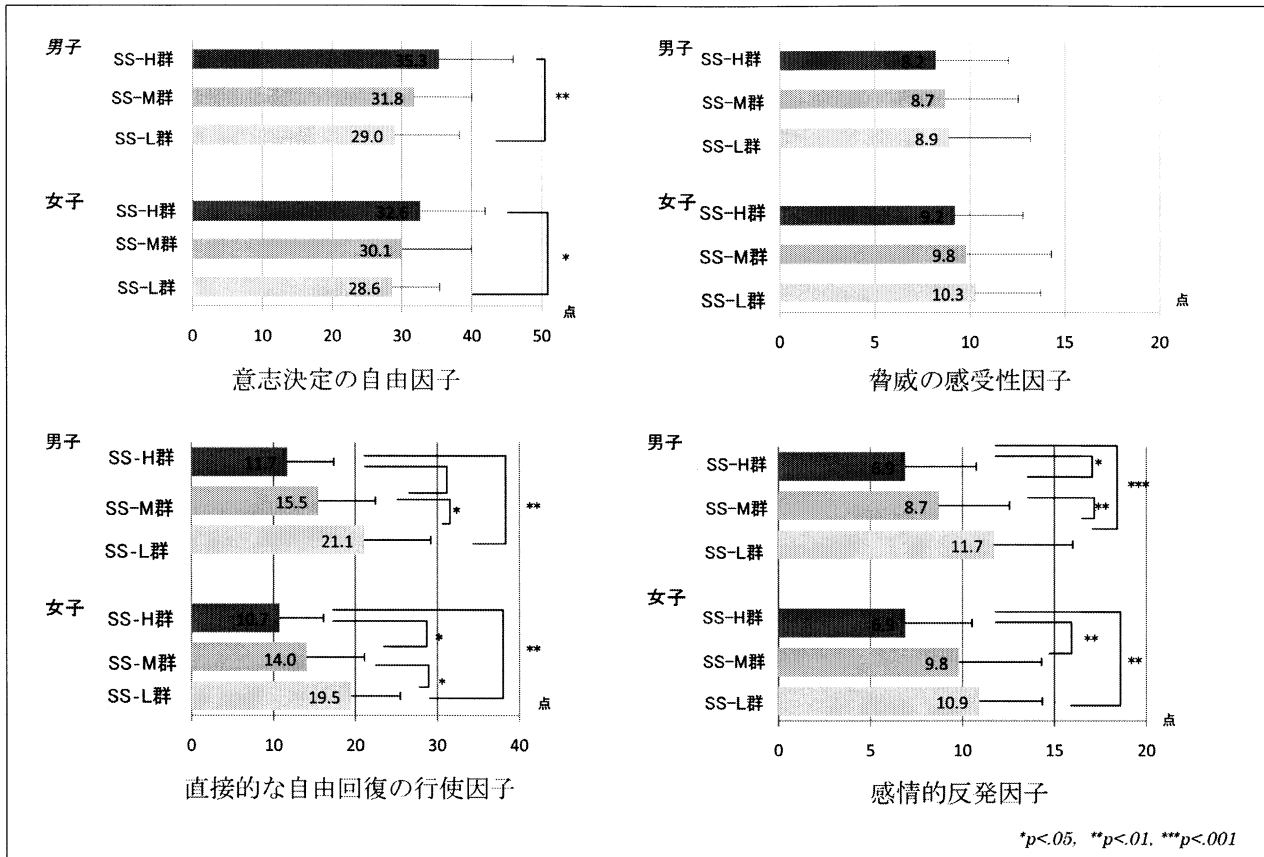 男子
SS-H群 35.3
SS-M群 31.8
SS-L群 29.0
**
女子
SS-H群 32.6
SS-M群 30.1
SS-L群 28.6
*
点
0 10 20 30 40 50
意志決定の自由因子
男子
SS-H群 8.2
SS-M群 8.7
SS-L群 8.9
女子
SS-H群 9.2
SS-M群 9.8
SS-L群 10.3
点
0 5 10 15 20
脅威の感受性因子
男子
SS-H群 11.7
SS-M群 15.5
SS-L群 21.1
*
**
女子
SS-H群 10.7
SS-M群 14.0
SS-L群 19.5
*
*
**
点
0 10 20 30 40
直接的な自由回復の行使因子
男子
SS-H群 6.9
SS-M群 8.7
SS-L群 11.7
*
**
***
女子
SS-H群 6.9
SS-M群 9.8
SS-L群 10.9
**
**
点
0 5 10 15 20
感情的反発因子
*p<.05, **p<.01, ***p<.001